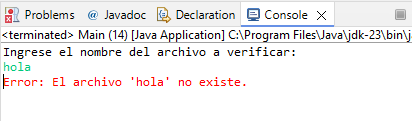 Problems @ Javadoc Declaration Console
<terminated> Main (14) [Java Application] C:\Program Files\Java\jdk-23\bin\j
Ingrese el nombre del archivo a verificar:
hola
Error: El archivo 'hola' no existe.